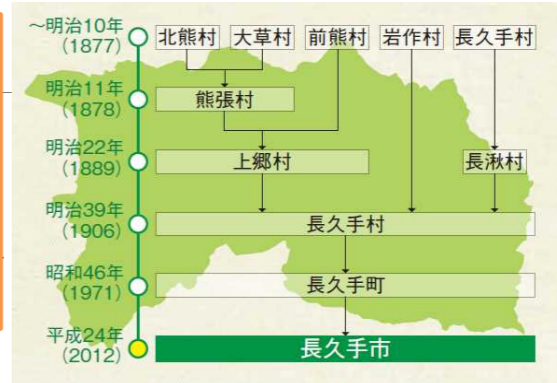 ～明治10年
(1877)
北熊村 大草村 前熊村 岩作村 長久手村
明治11年
(1878)
熊張村
明治22年
(1889)
上郷村 長湫村
明治39年
(1906)
長久手村
昭和46年
(1971)
長久手町
平成24年
(2012)
長久手市